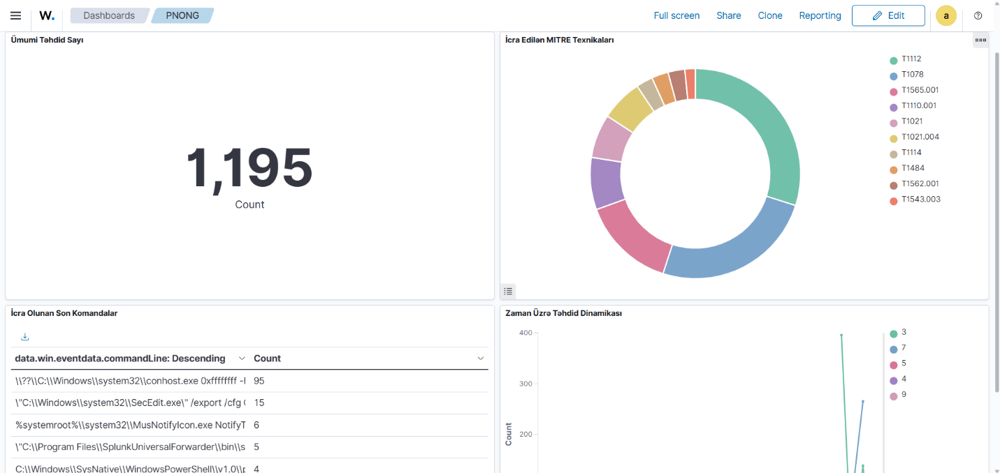 W.
Dashboards
PNONG
Full screen
Share
Clone
Reporting
Edit
a
Ümumi Təhdid Sayı
1,195
Count
İcra Edilən MITRE Texnikaları
T1112
T1078
T1565.001
T1110.001
T1021
T1021.004
T1114
T1484
T1562.001
T1543.003
İcra Olunan Son Komandalar
data.win.eventdata.commandLine: Descending Count
\\??\\C:\\Windows\\system32\\conhost.exe 0xffffffff 95
\"C:\\Windows\\system32\\SecEdit.exe\" /export /cfg 15
%systemroot%\\system32\\MusNotifyIcon.exe NotifyT 6
\"C:\\Program Files\\SplunkUniversalForwarder\\bin\\s 5
C:\\Windows\\SysNative\\WindowsPowerShell\\v1.0\\p 4
Zaman Üzrə Təhdid Dinamikası
400
300
200
Count
3
7
5
4
9